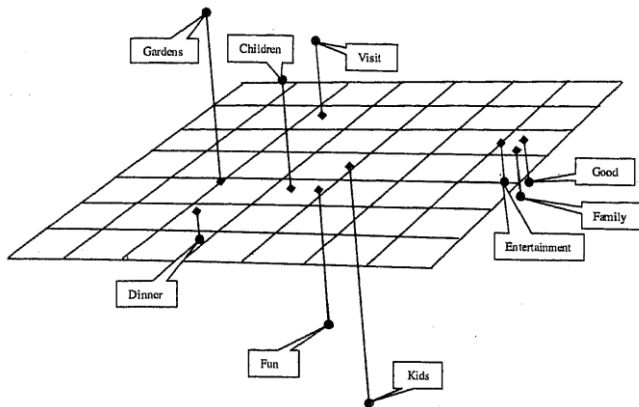 Gardens
Children
Visit
Good
Family
Entertainment
Dinner
Fun
Kids